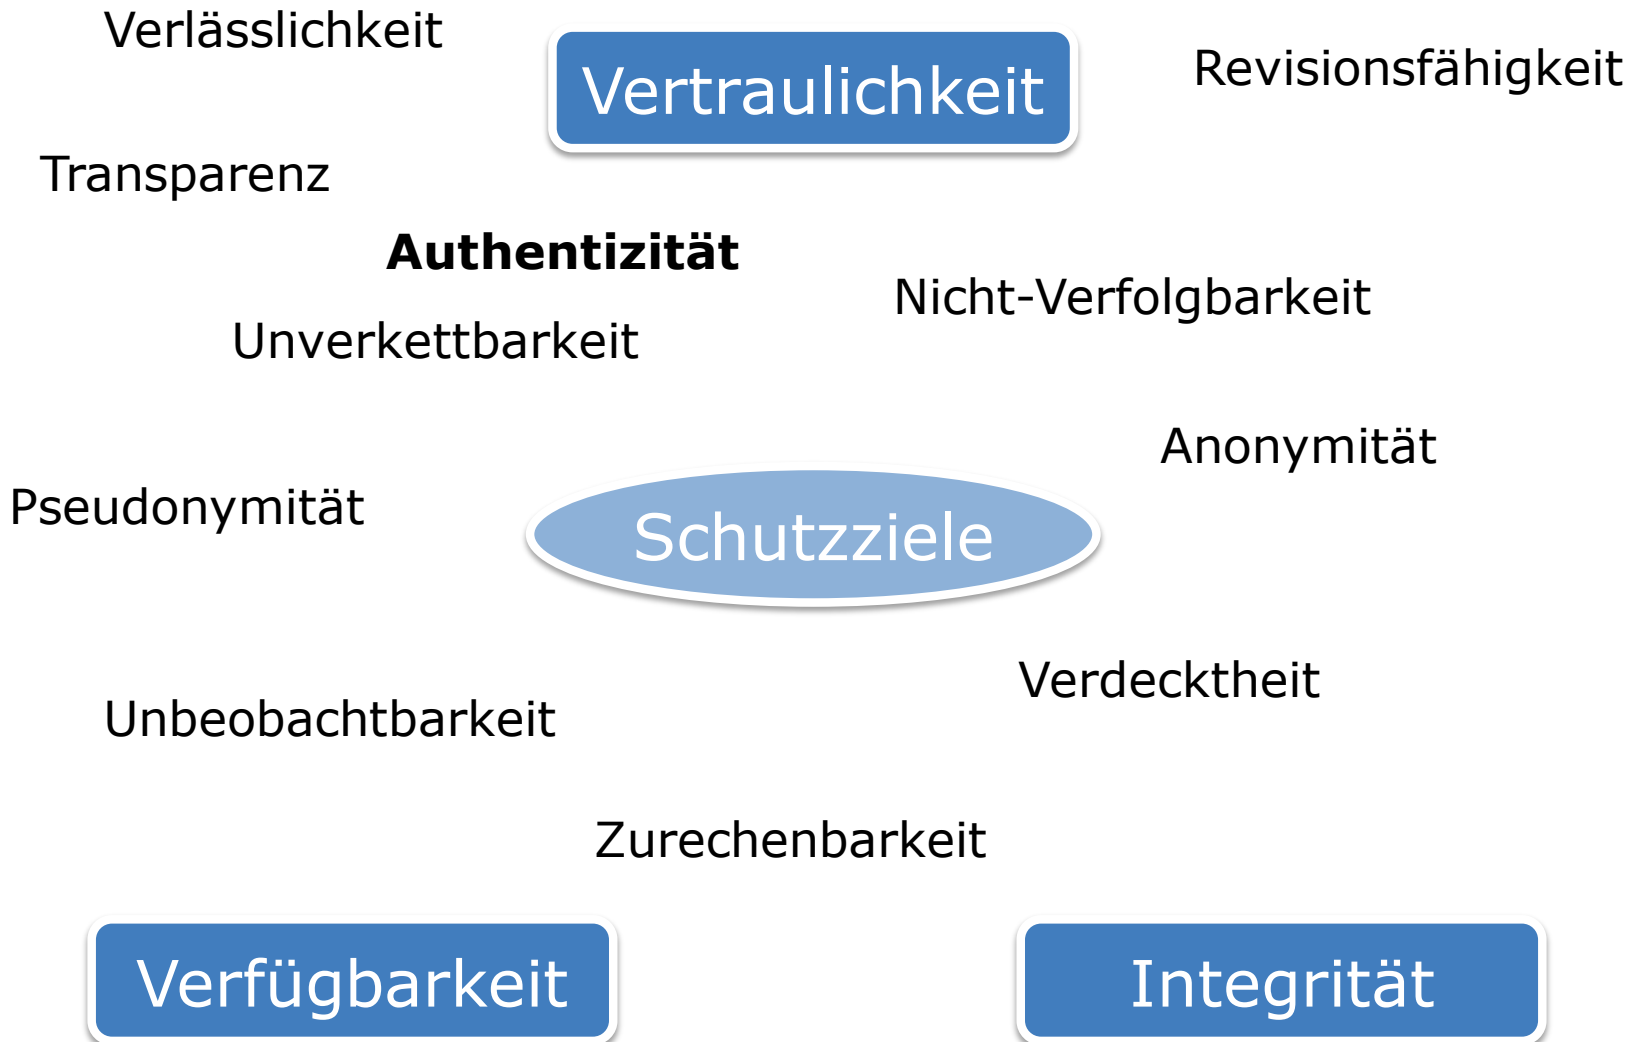 Verlässlichkeit
Vertraulichkeit
Revisionsfähigkeit
Transparenz
Authentizität
Nicht-Verfolgbarkeit
Unverkettbarkeit
Anonymität
Pseudonymität
Schutzziele
Verdecktheit
Unbeobachtbarkeit
Zurechenbarkeit
Verfügbarkeit
Integrität